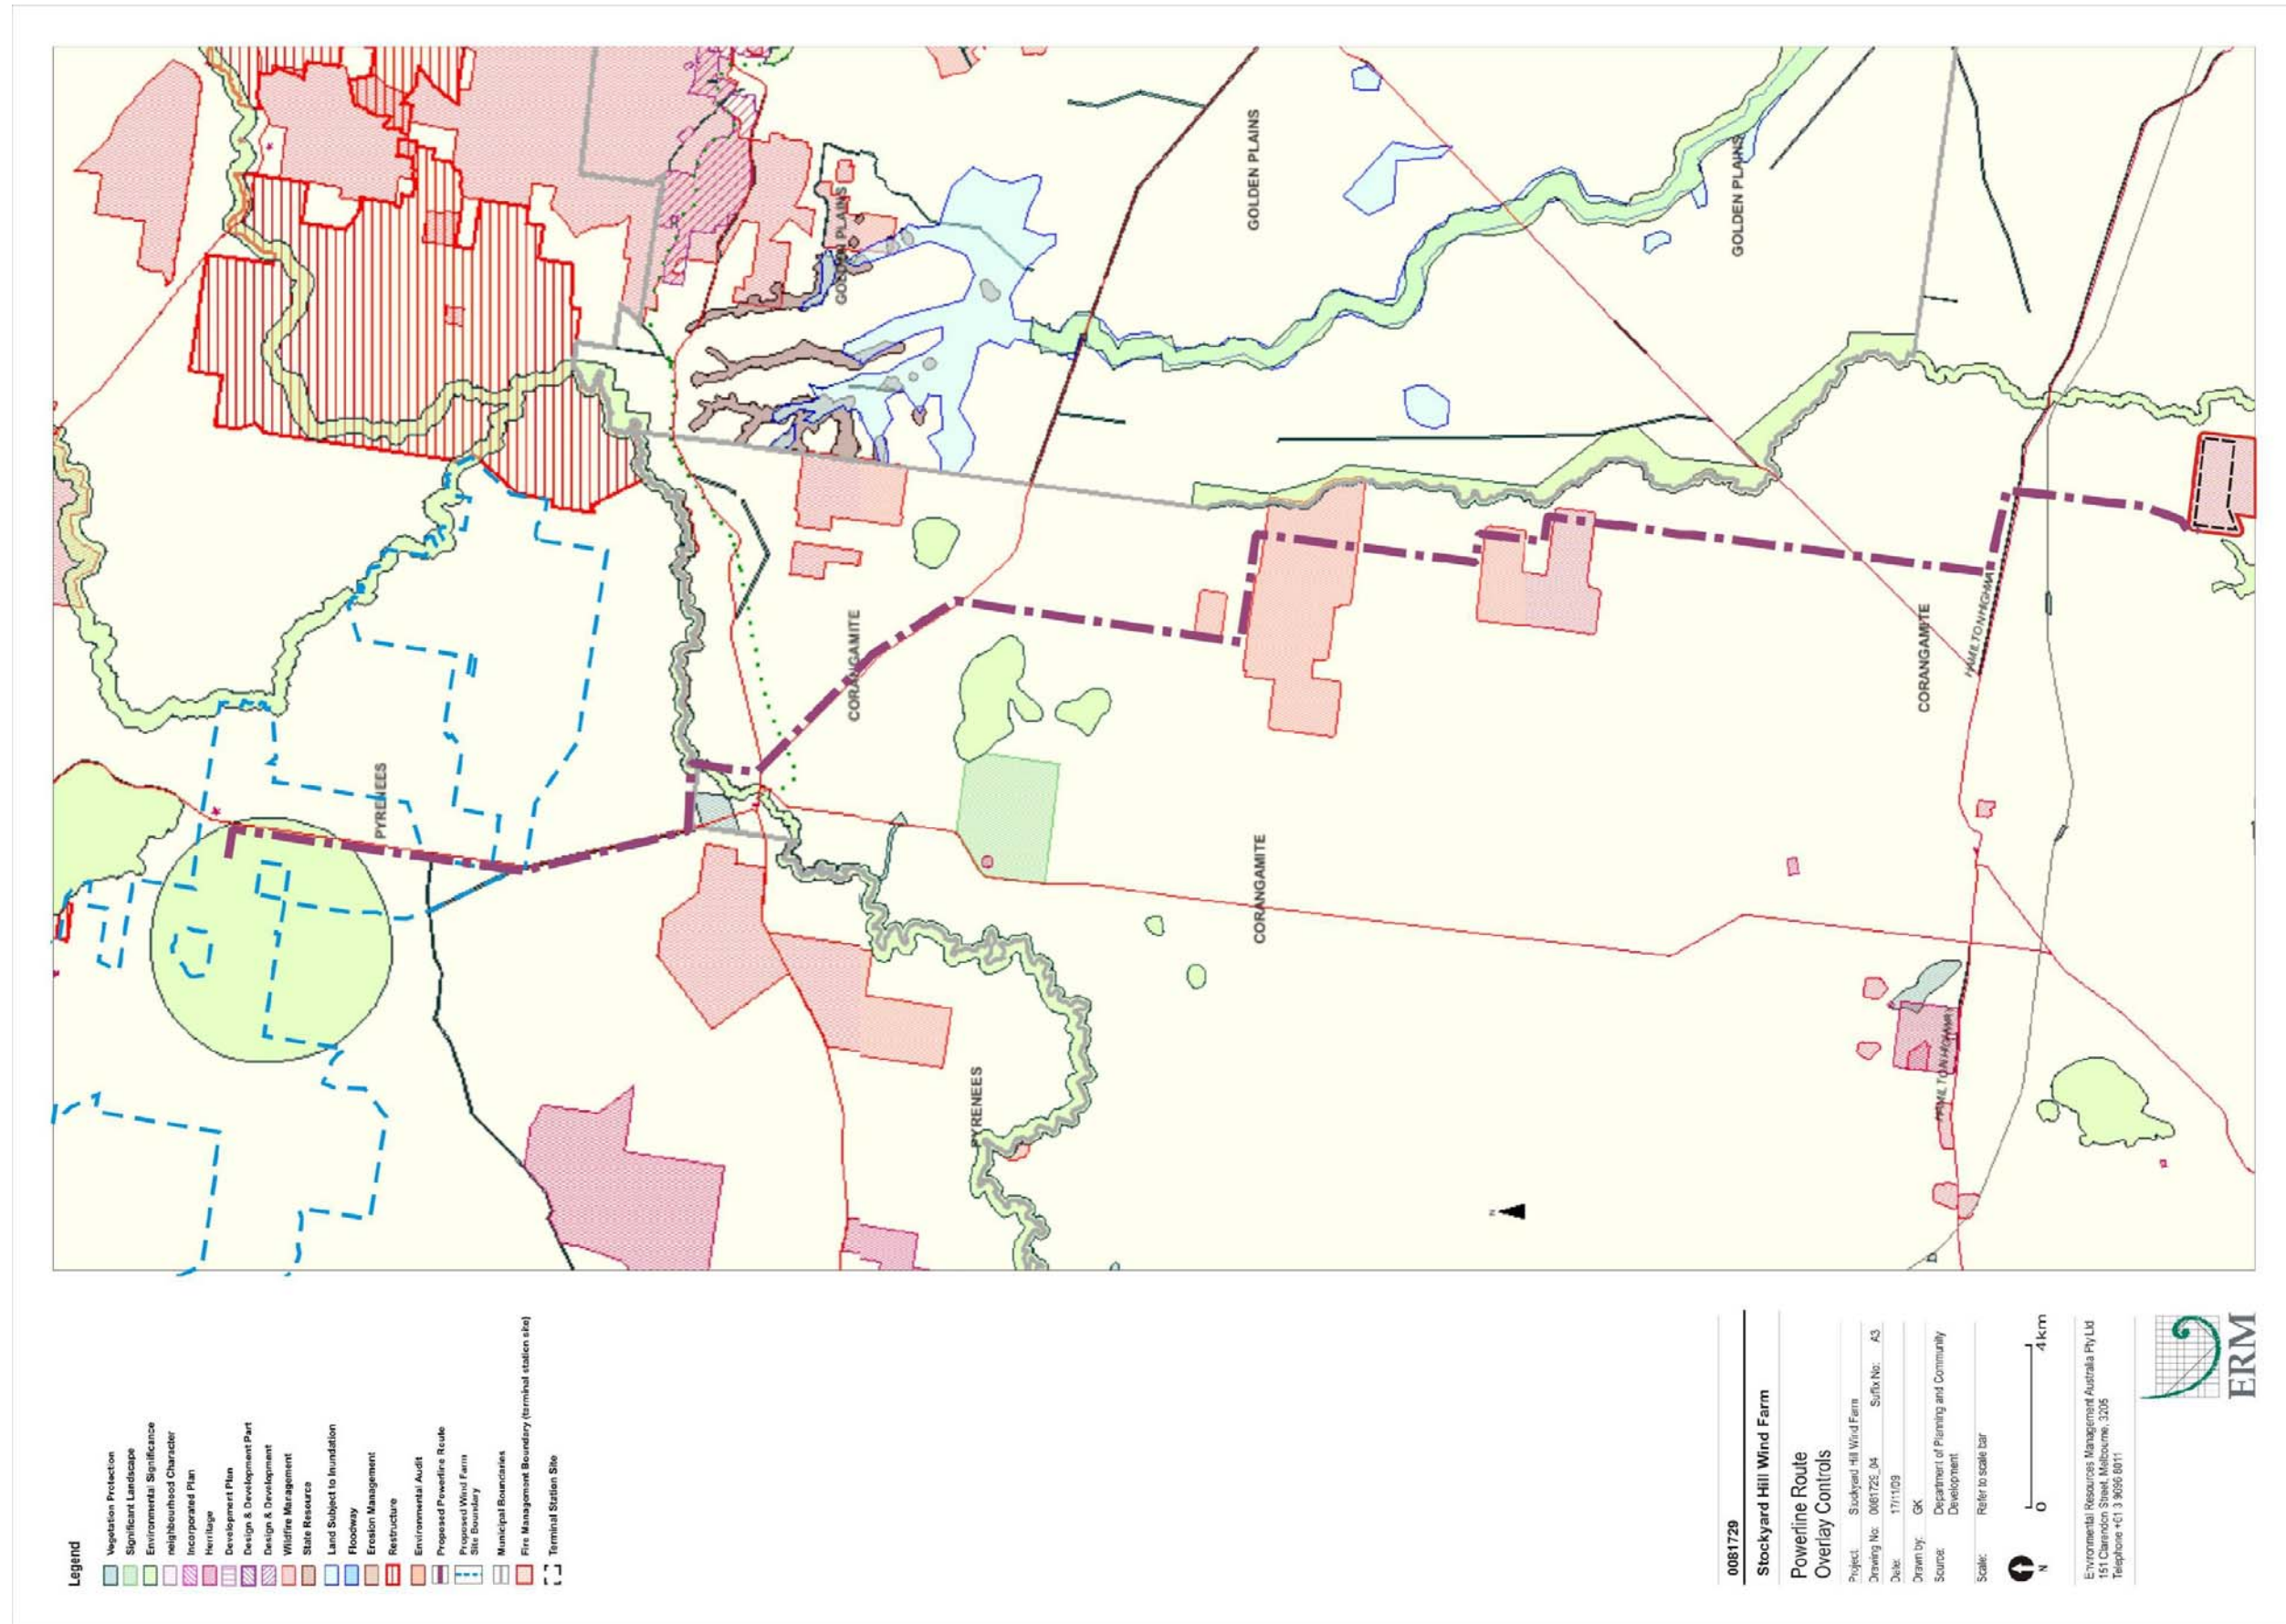 GOLDEN PLAINS
GOLDEN PLAINS
GOLDEN PLAINS
CORANGAMITE
CORANGAMITE
CORANGAMITE
PYRENEES
PYRENEES
HAMILTON HIGHWAY
HAMILTON HIGHWAY
N
Legend
Vegetation Protection
Significant Landscape
Environmental Significance
neighbourhood Character
Incorporated Plan
Heritage
Development Plan
Design & Development Part
Design & Development
Wildfire Management
State Resource
Land Subject to Inundation
Floodway
Erosion Management
Restructure
Environmental Audit
Proposed Powerline Route
Proposed Wind Farm
Site Boundary
Municipal Boundaries
Fire Management Boundary (terminal station site)
Terminal Station Site
0081729
Stockyard Hill Wind Farm
Powerline Route
Overlay Controls
Project: Stockyard Hill Wind Farm
Drawing No: 0081729_04 Suffix No: A3
Date: 17/11/09
Drawn by: GK
Source: Department of Planning and Community
Development
Scale: Refer to scale bar
N
0 4km
Environmental Resources Management Australia Pty Ltd
151 Clarendon Street, Melbourne, 3205
Telephone +61 3 9696 8011
ERM